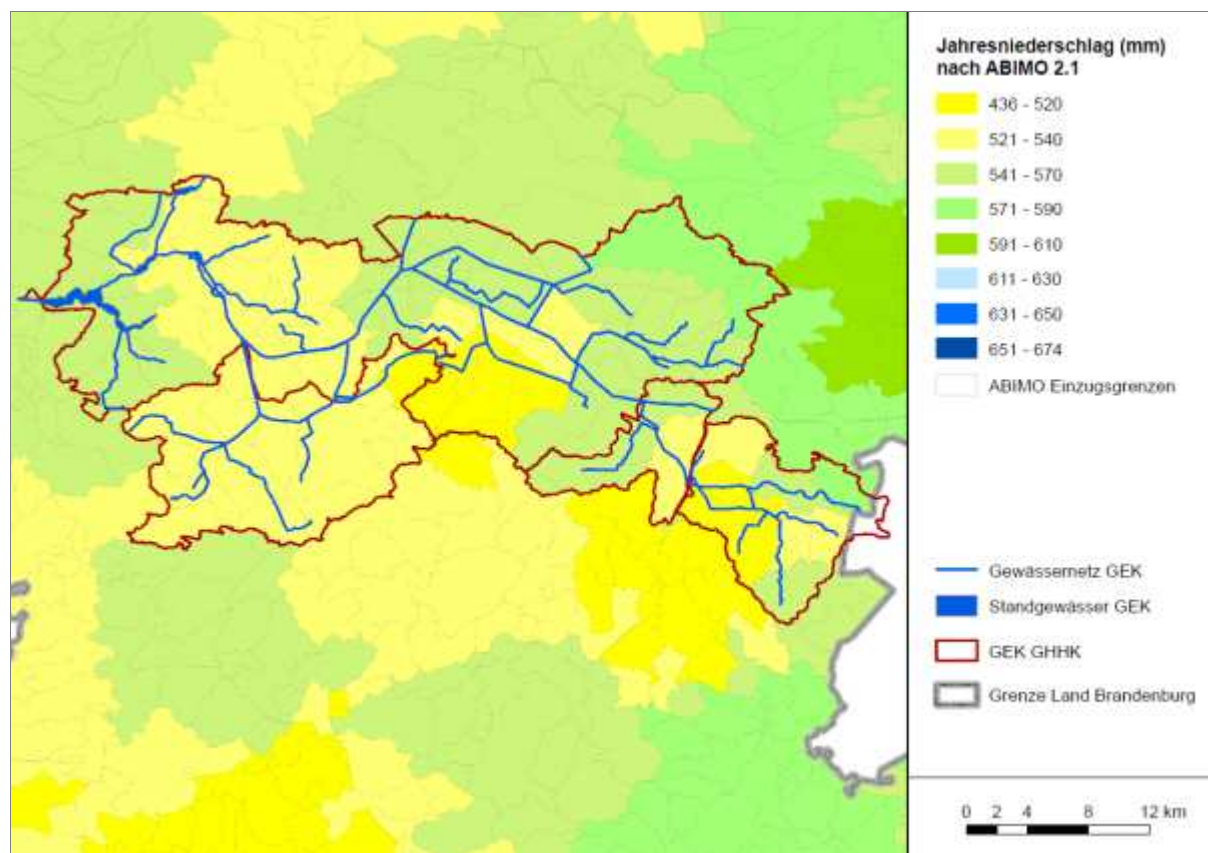 Jahresniederschlag (mm)
nach ABIMO 2.1
436 - 520
521 - 540
541 - 570
571 - 590
591 - 610
611 - 630
631 - 650
651 - 674
ABIMO Einzugsgrenzen
Gewässernetz GEK
Standgewässer GEK
GEK GHHK
Grenze Land Brandenburg
0 2 4 8 12 km